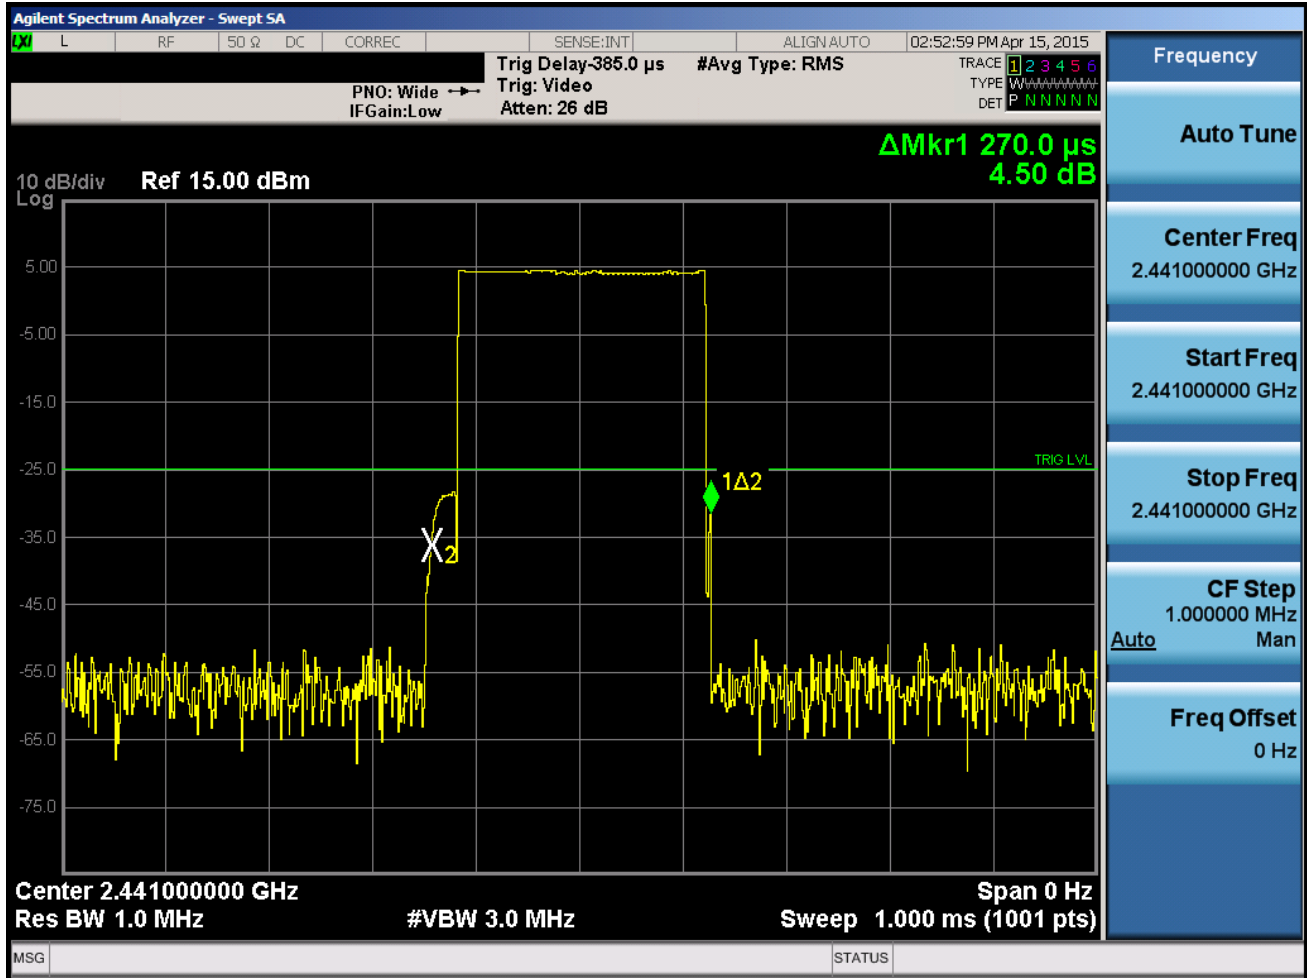 Agilent Spectrum Analyzer - Swept SA
LXI L RF 50 Ω DC CORREC SENSE:INT ALIGN AUTO 02:52:59 PM Apr 15, 2015
PNO: Wide
IFGain:Low
Trig Delay-385.0 µs
Trig: Video
Atten: 26 dB
#Avg Type: RMS
TRACE 1 2 3 4 5 6
TYPE WWWWWW
DET P N N N N N
ΔMkr1 270.0 µs
4.50 dB
10 dB/div Ref 15.00 dBm
Log
5.00
-5.00
-15.0
-25.0
TRIG LVL
1Δ2
-35.0
2
-45.0
-55.0
-65.0
-75.0
Center 2.441000000 GHz Span 0 Hz
Res BW 1.0 MHz #VBW 3.0 MHz Sweep 1.000 ms (1001 pts)
MSG STATUS
Frequency
Auto Tune
Center Freq
2.441000000 GHz
Start Freq
2.441000000 GHz
Stop Freq
2.441000000 GHz
CF Step
1.000000 MHz
Auto Man
Freq Offset
0 Hz